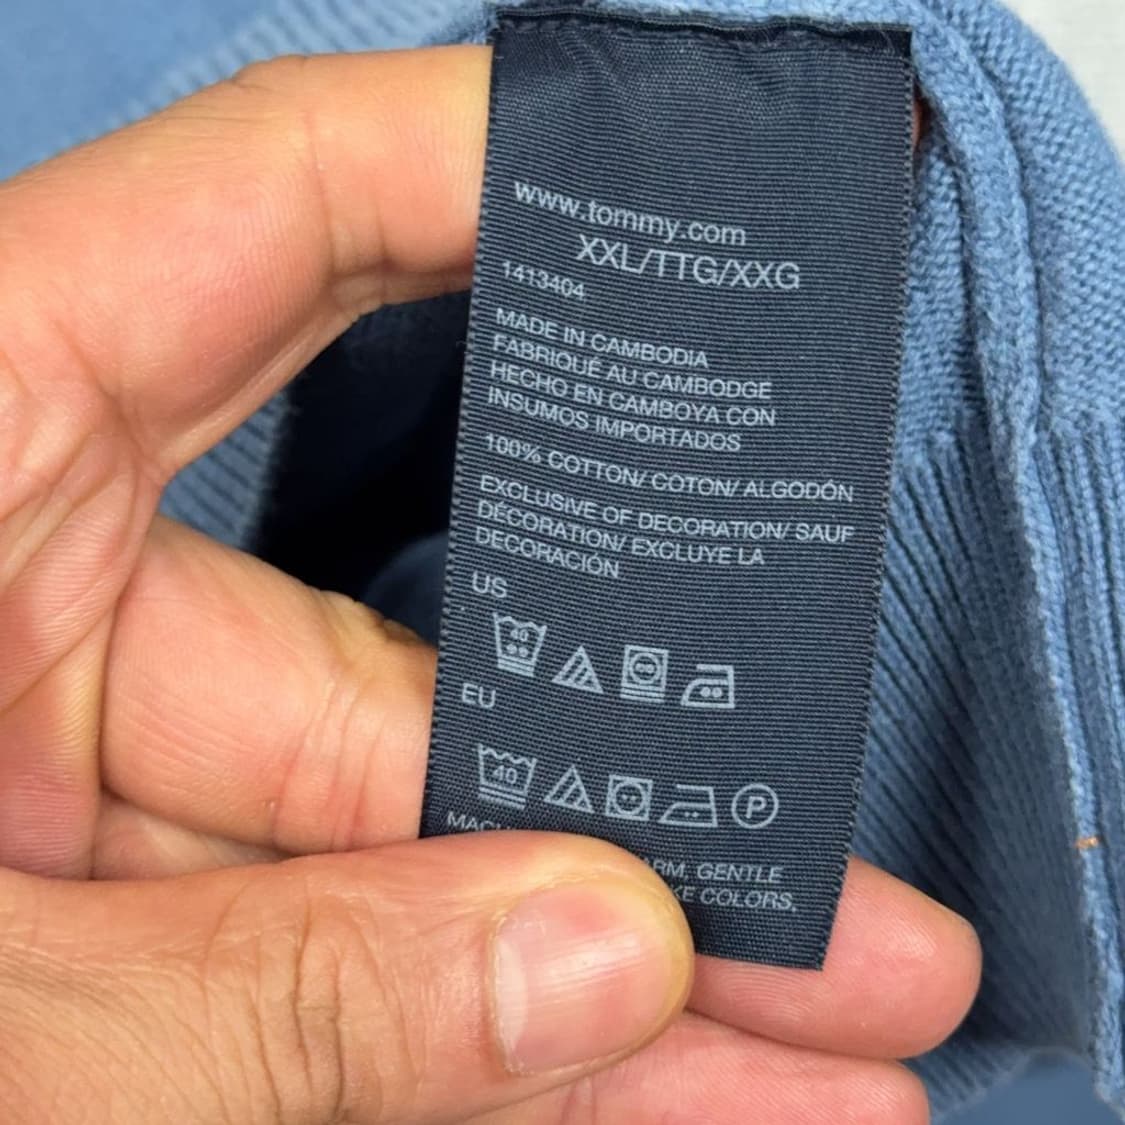 www.tommy.com
XXL/TTG/XXG
1413404
MADE IN CAMBODIA
FABRIQUÉ AU CAMBODGE
HECHO EN CAMBOYA CON
INSUMOS IMPORTADOS
100% COTTON/ COTON/ ALGODÓN
EXCLUSIVE OF DECORATION/ SAUF
DÉCORATION/ EXCLUYE LA
DECORACIÓN
US
40
EU
40 P
GENTLE
COLORS,